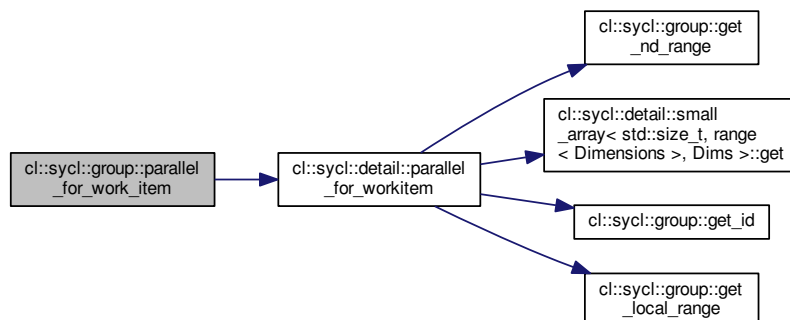 cl::sycl::group::parallel
_for_work_item
cl::sycl::detail::parallel
_for_workitem
cl::sycl::group::get
_nd_range
cl::sycl::detail::small
_array< std::size_t, range
< Dimensions >, Dims >::get
cl::sycl::group::get_id
cl::sycl::group::get
_local_range